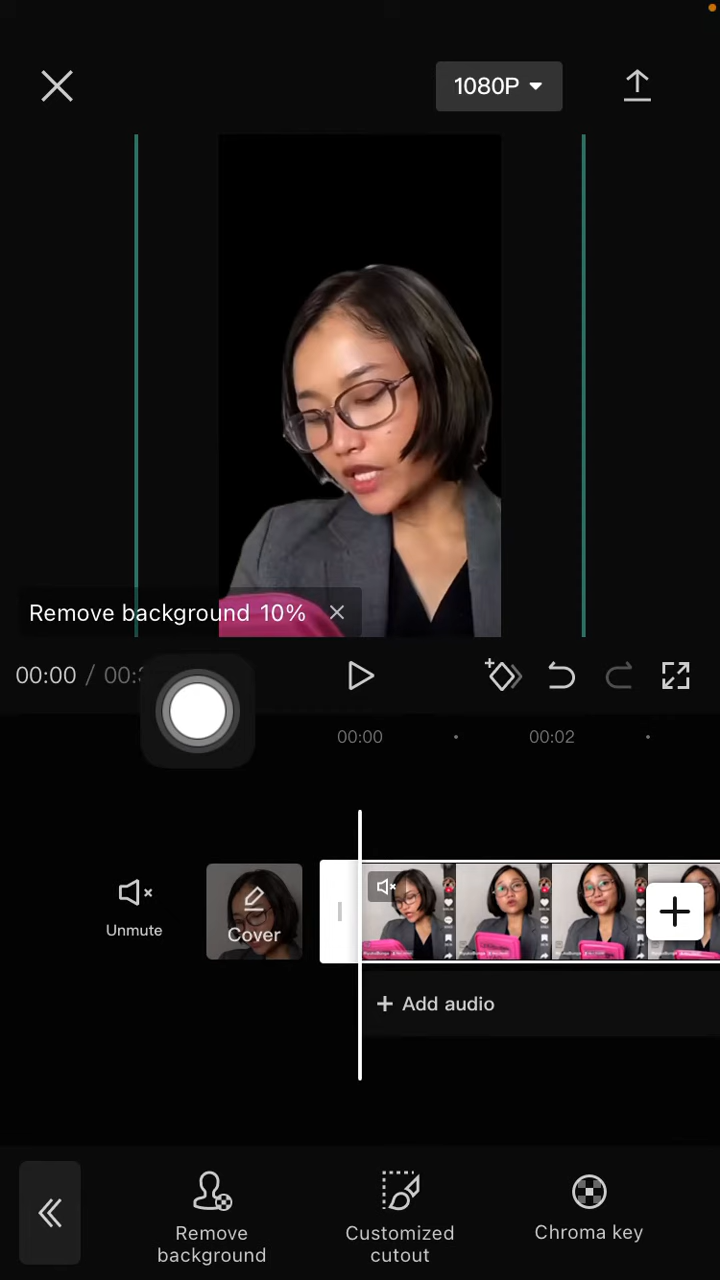 1080P
Remove background 10%
00:00 / 00:
00:00
00:02
Unmute
Cover
+ Add audio
Remove
background
Customized
cutout
Chroma key